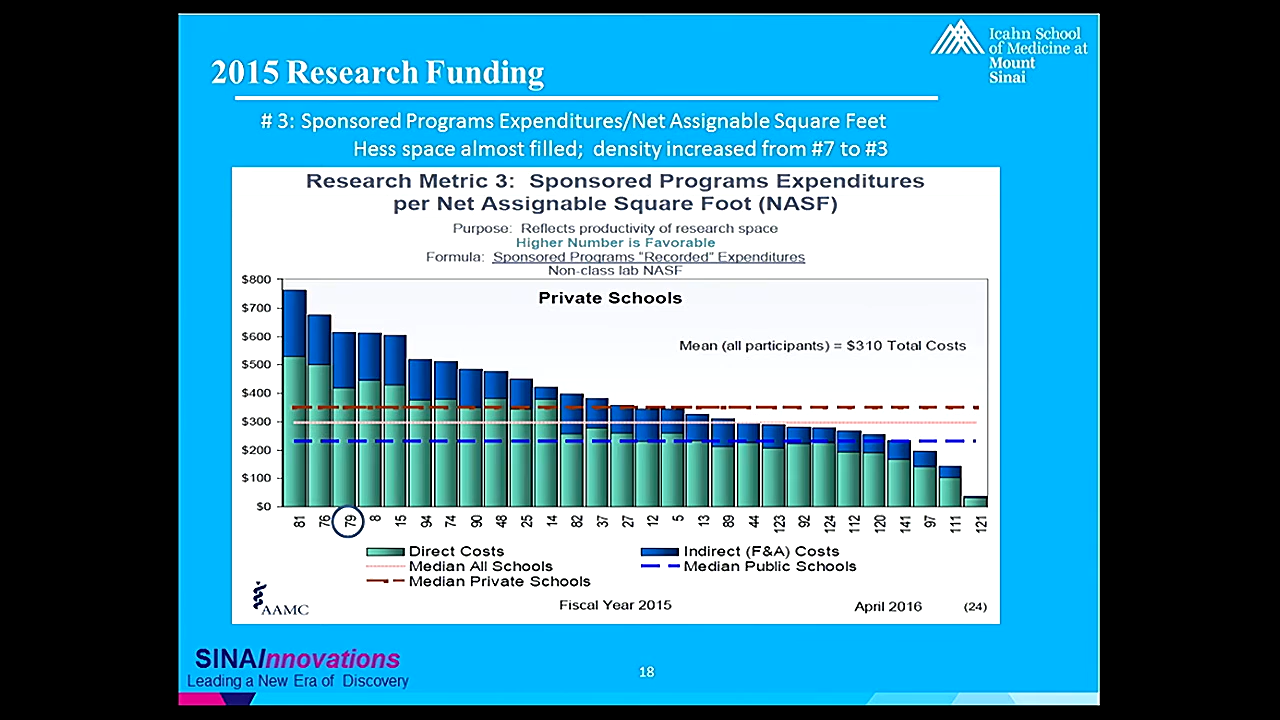 Icahn School
of Medicine at
Mount
Sinai
2015 Research Funding
# 3: Sponsored Programs Expenditures/Net Assignable Square Feet
Hess space almost filled;  density increased from #7 to #3
Research Metric 3:  Sponsored Programs Expenditures
per Net Assignable Square Foot (NASF)
Purpose:  Reflects productivity of research space
Higher Number is Favorable
Formula:  Sponsored Programs "Recorded" Expenditures
Non-class lab NASF
Private Schools
Mean (all participants) = $310 Total Costs
$800
$700
$600
$500
$400
$300
$200
$100
$0
81 76 79 8 15 94 74 90 48 25 14 82 37 27 12 5 13 89 44 123 92 124 112 120 141 97 111 121
Direct Costs Indirect (F&A) Costs
Median All Schools Median Public Schools
Median Private Schools
AAMC
Fiscal Year 2015 April 2016 (24)
SINAInnovations
Leading a New Era of Discovery
18